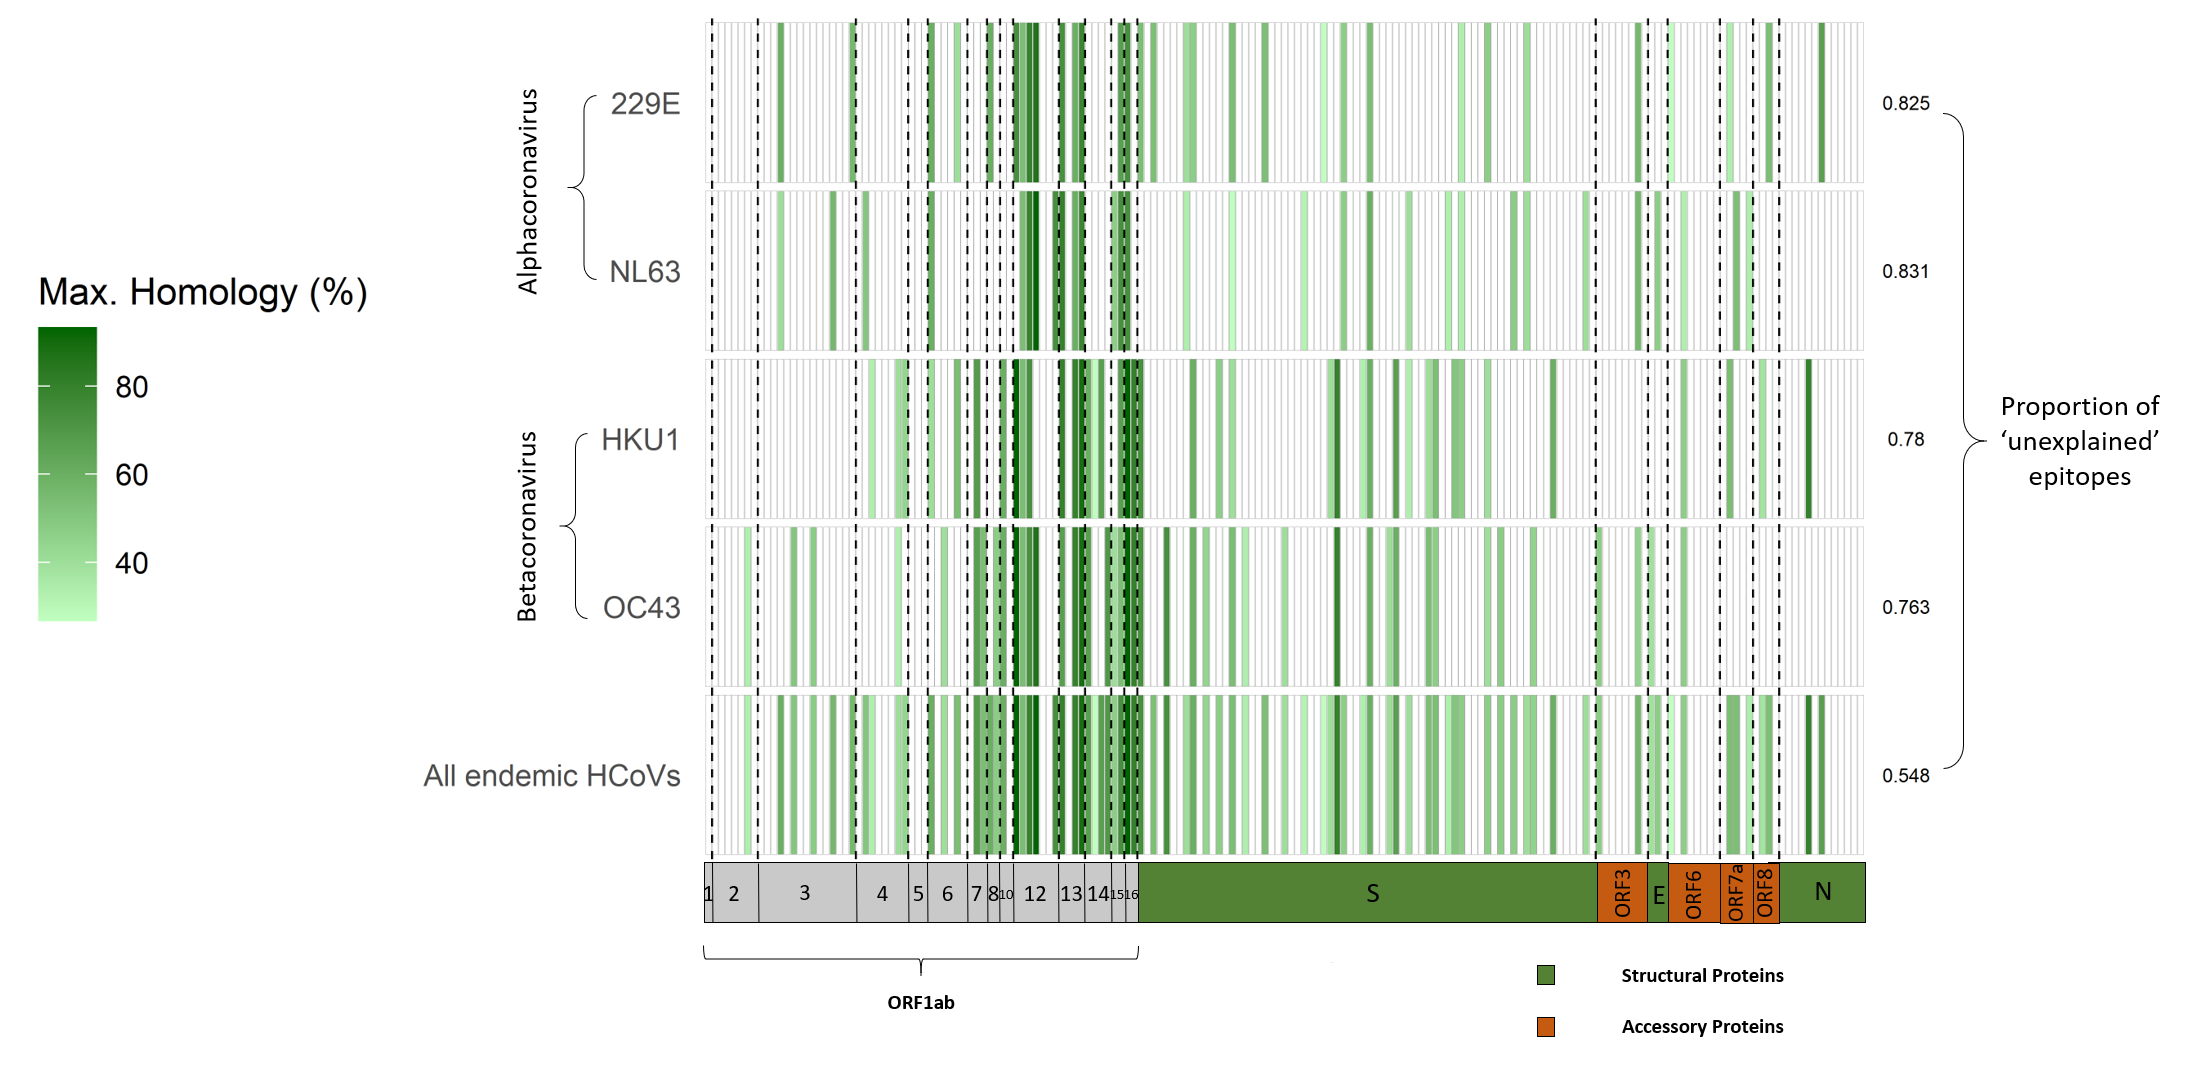 Max. Homology (%)
80
60
40
Alphacoronavirus
Betacoronavirus
229E
NL63
HKU1
OC43
All endemic HCoVs
0.825
0.831
0.78
0.763
0.548
Proportion of
‘unexplained’
epitopes
1 2 3 4 5 6 7 8 10 12 13 14 15 16 S ORF3 E ORF6 ORF7a ORF8 N
ORF1ab
Structural Proteins
Accessory Proteins